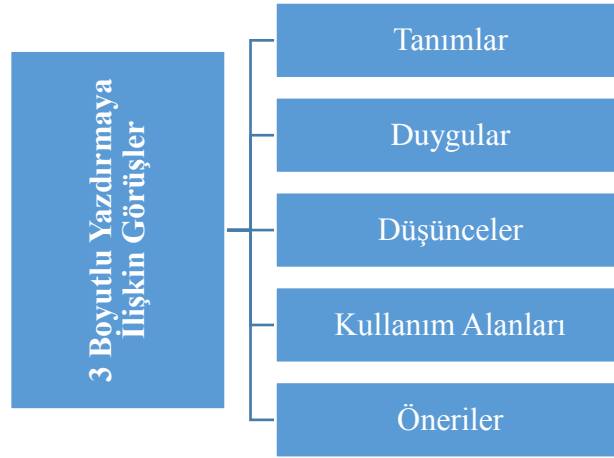 3 Boyutlu Yazdırmaya
İlişkin Görüşler
Tanımlar
Duygular
Düşünceler
Kullanım Alanları
Öneriler